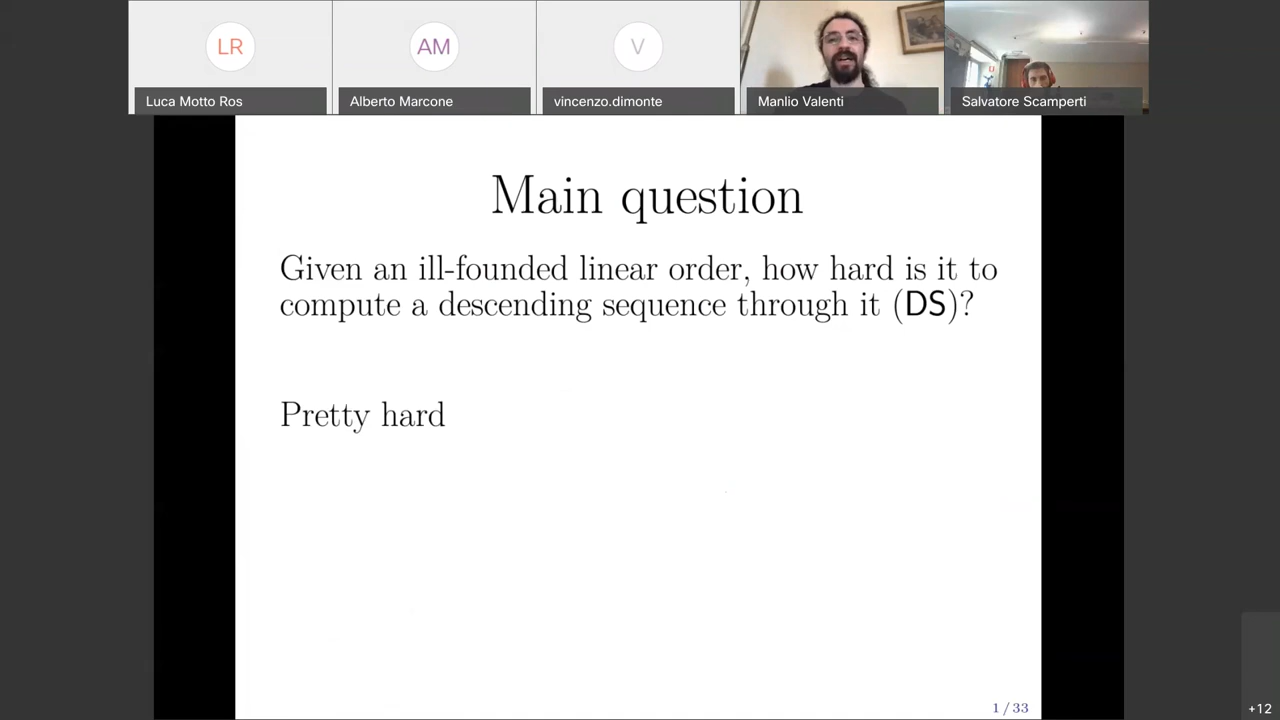 LR
AM
V
Luca Motto Ros
Alberto Marcone
vincenzo.dimonte
Manlio Valenti
Salvatore Scamperti
Main question
Given an ill-founded linear order, how hard is it to
compute a descending sequence through it (DS)?
Pretty hard
1 / 33
+12